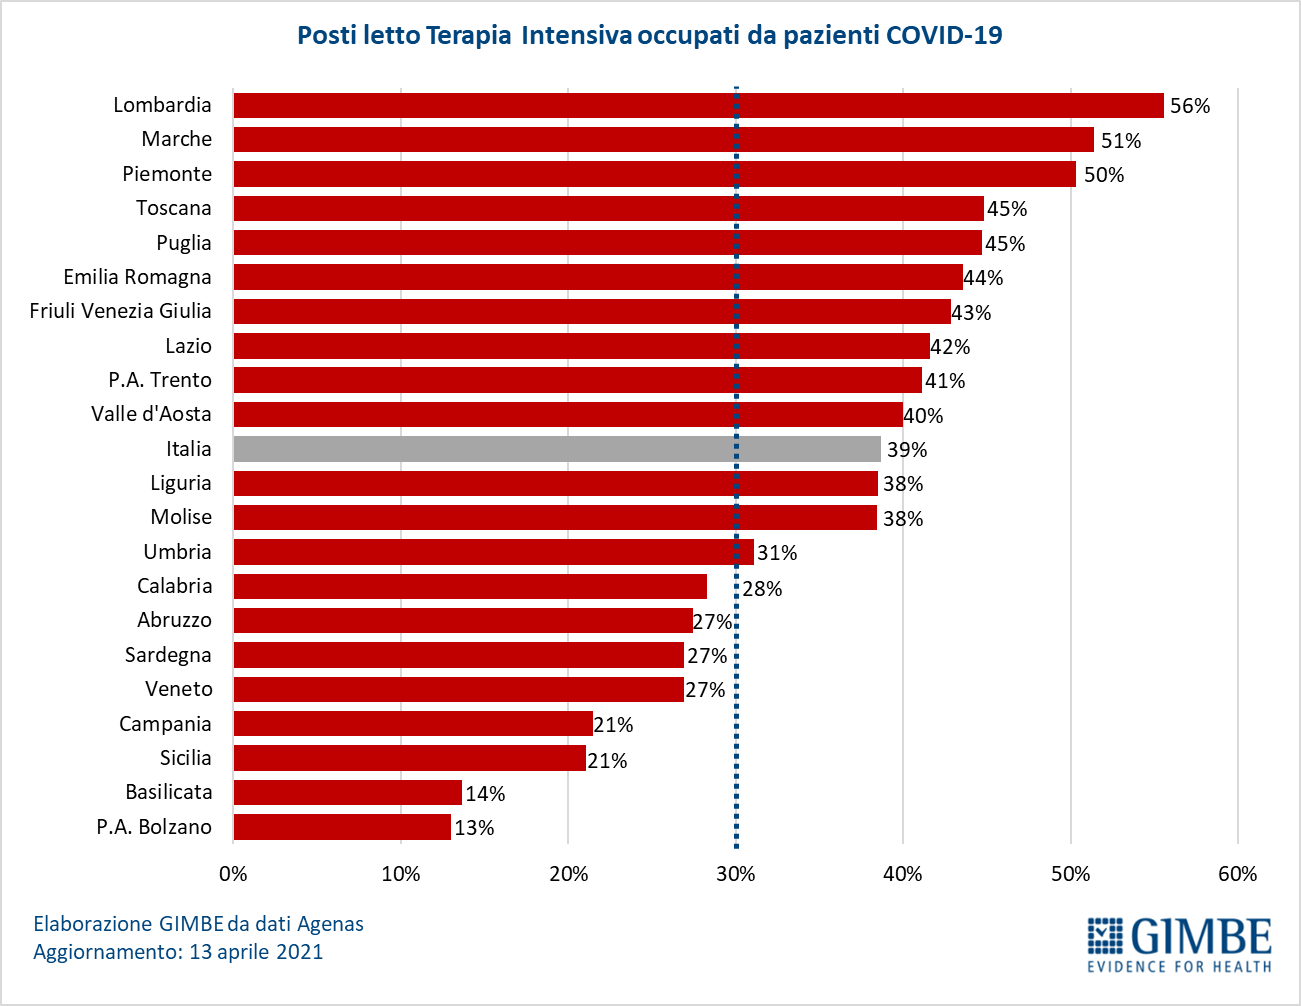 Posti letto Terapia Intensiva occupati da pazienti COVID-19
Lombardia 56%
Marche 51%
Piemonte 50%
Toscana 45%
Puglia 45%
Emilia Romagna 44%
Friuli Venezia Giulia 43%
Lazio 42%
P.A. Trento 41%
Valle d'Aosta 40%
Italia 39%
Liguria 38%
Molise 38%
Umbria 31%
Calabria 28%
Abruzzo 27%
Sardegna 27%
Veneto 27%
Campania 21%
Sicilia 21%
Basilicata 14%
P.A. Bolzano 13%
0% 10% 20% 30% 40% 50% 60%
Elaborazione GIMBE da dati Agenas
Aggiornamento: 13 aprile 2021
GIMBE
EVIDENCE FOR HEALTH